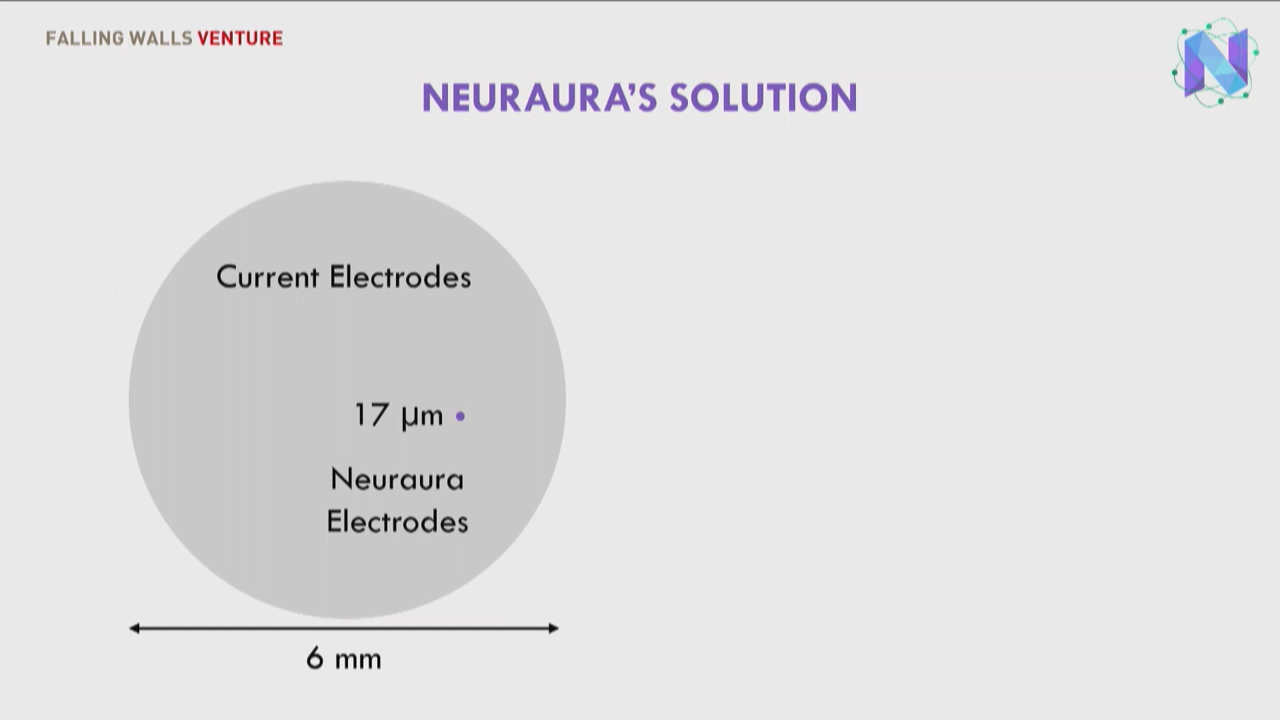 FALLING WALLS VENTURE
NEURAURA'S SOLUTION
Current Electrodes
17 µm
Neuraura
Electrodes
6 mm